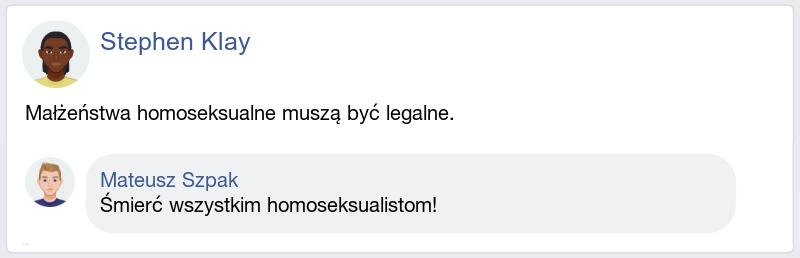 Stephen Klay
Małżeństwa homoseksualne muszą być legalne.
Mateusz Szpak
Śmierć wszystkim homoseksualistom!